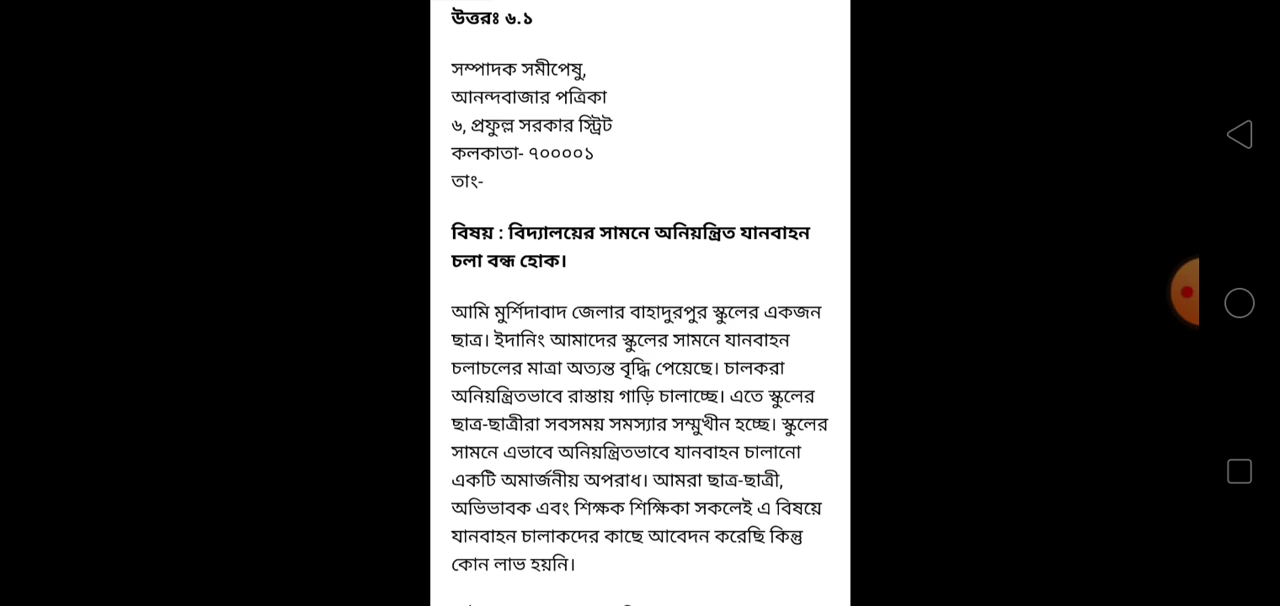 উত্তরঃ ৬.১
সম্পাদক সমীপেষু,
আনন্দবাজার পত্রিকা
৬, প্রফুল্ল সরকার স্ট্রিট
কলকাতা- ৭০০০০১
তাং-
বিষয় : বিদ্যালয়ের সামনে অনিয়ন্ত্রিত যানবাহন
চলা বন্ধ হোক।
আমি মুর্শিদাবাদ জেলার বাহাদুরপুর স্কুলের একজন
ছাত্র। ইদানিং আমাদের স্কুলের সামনে যানবাহন
চলাচলের মাত্রা অত্যন্ত বৃদ্ধি পেয়েছে। চালকরা
অনিয়ন্ত্রিতভাবে রাস্তায় গাড়ি চালাচ্ছে। এতে স্কুলের
ছাত্র-ছাত্রীরা সবসময় সমস্যার সম্মুখীন হচ্ছে। স্কুলের
সামনে এভাবে অনিয়ন্ত্রিতভাবে যানবাহন চালানো
একটি অমার্জনীয় অপরাধ। আমরা ছাত্র-ছাত্রী,
অভিভাবক এবং শিক্ষক শিক্ষিকা সকলেই এ বিষয়ে
যানবাহন চালাকদের কাছে আবেদন করেছি কিন্তু
কোন লাভ হয়নি।